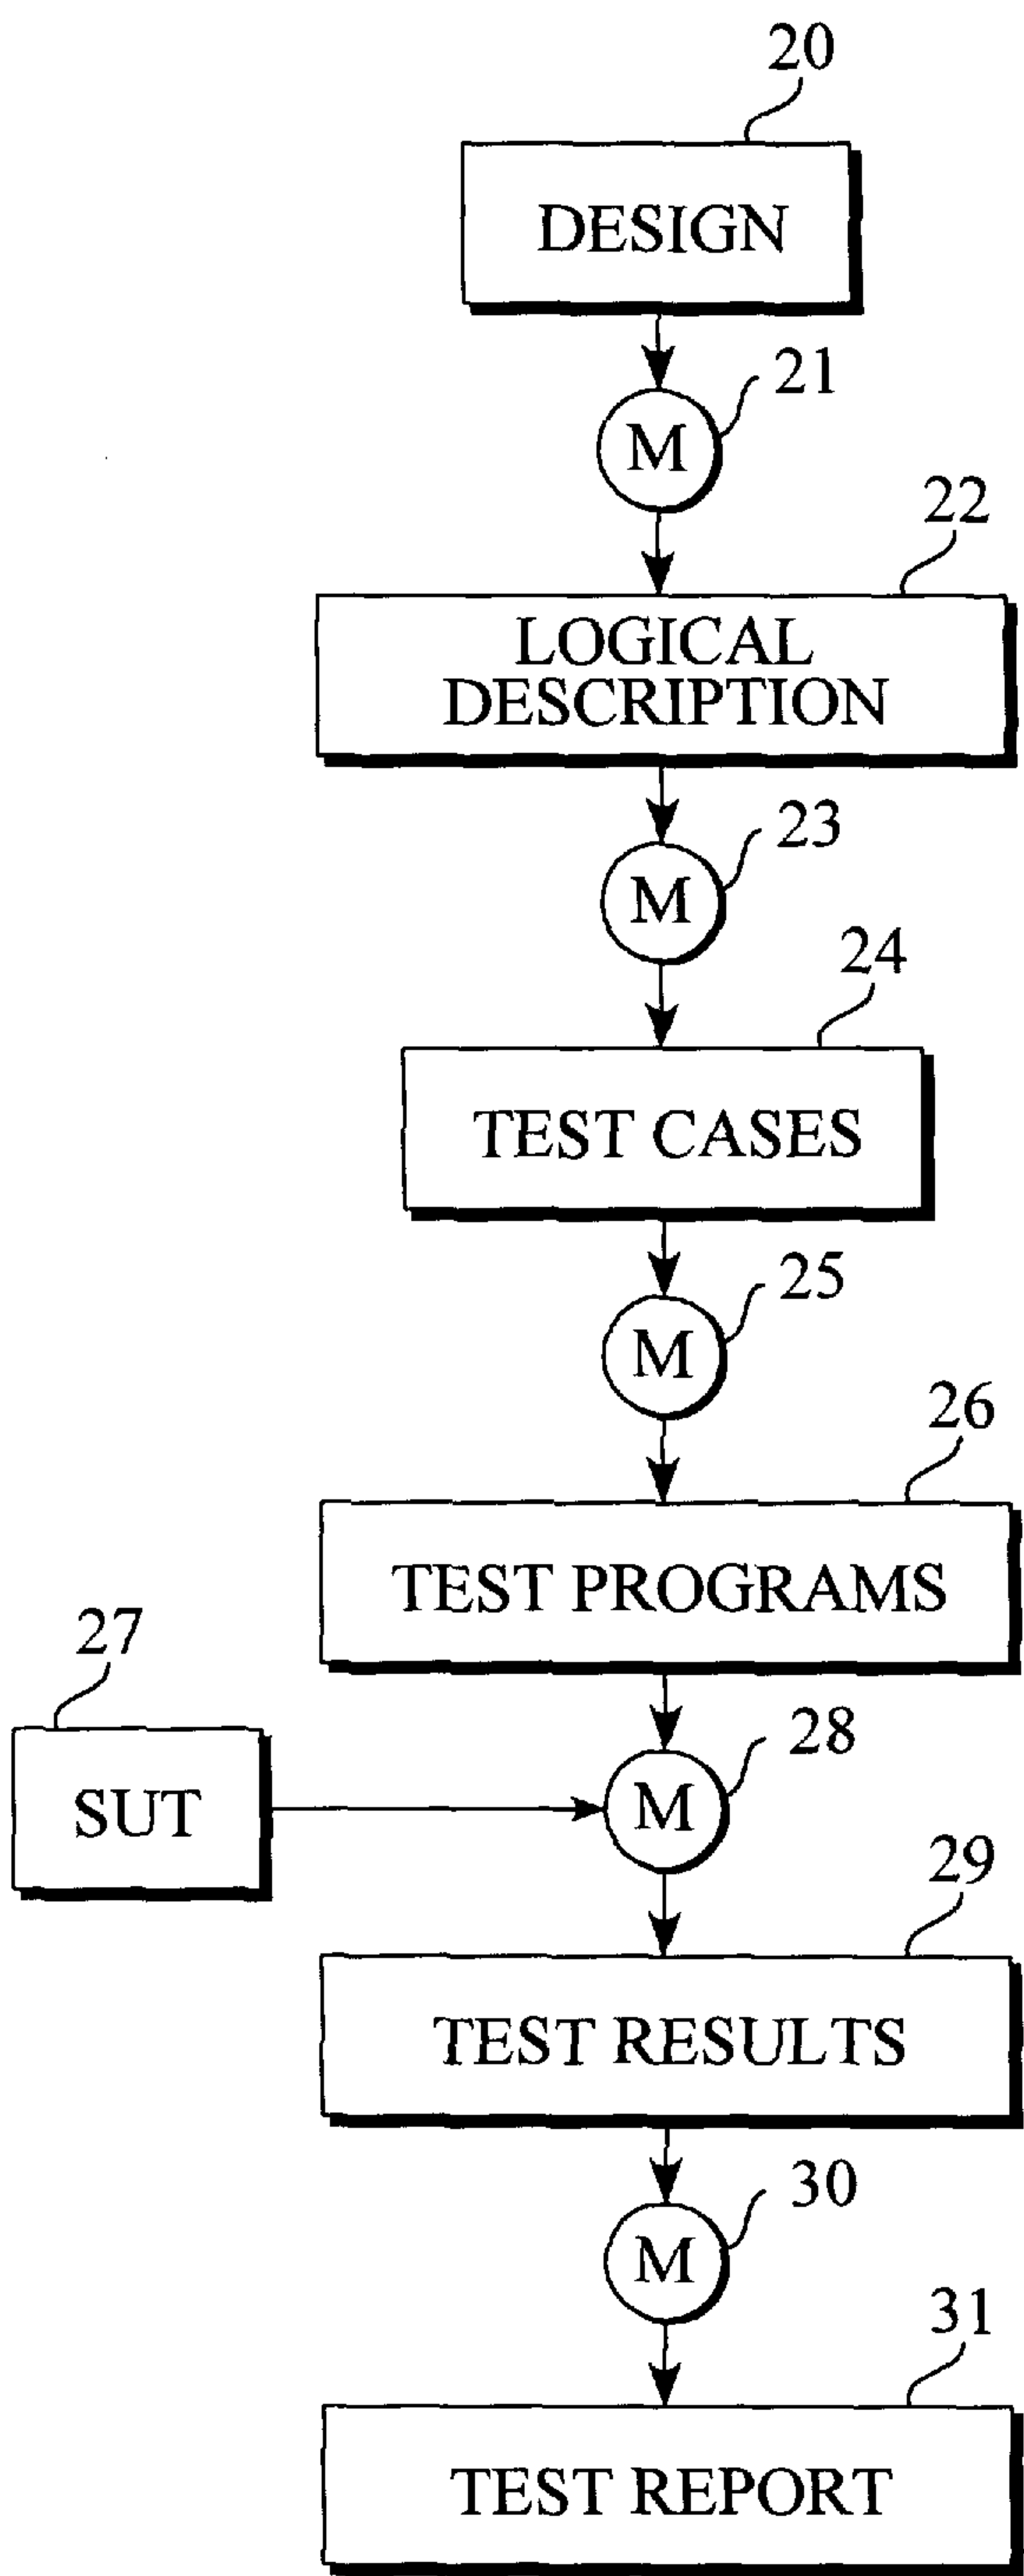 20
DESIGN
21
M
22
LOGICAL
DESCRIPTION
23
M
24
TEST CASES
25
M
26
TEST PROGRAMS
27
SUT
28
M
29
TEST RESULTS
30
M
31
TEST REPORT